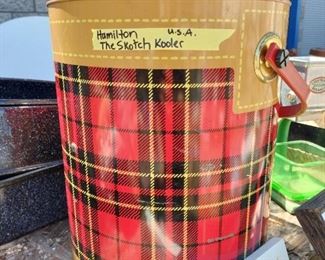 Hamilton U.S.A.
The Skotch Kooler